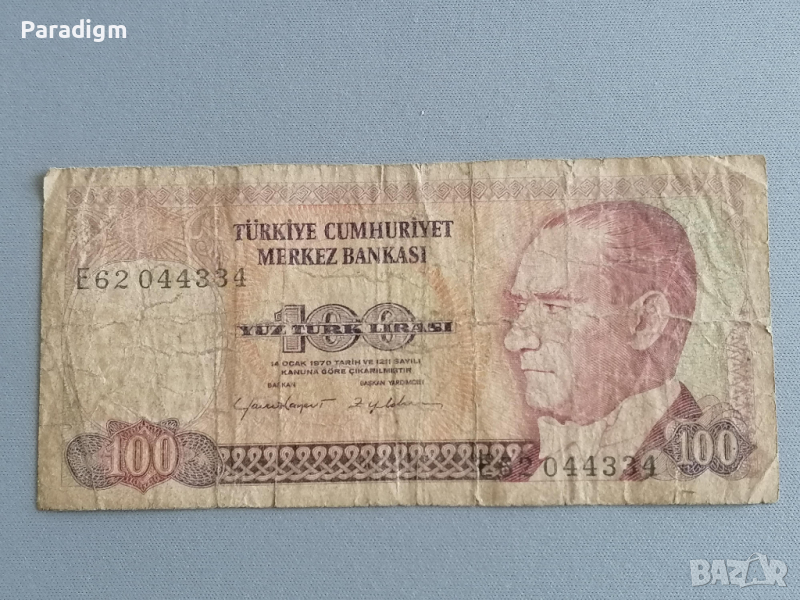 Paradigm
TÜRKİYE CUMHURİYET
MERKEZ BANKASI
E62 044334
100
YÜZ TÜRK LİRASI
14 OCAK 1970 TARİH VE 1211 SAYILI
KANUNA GÖRE ÇIKARILMIŞTIR
BAŞKAN BAŞKAN YARDIMCISI
E62 044334
100 100
BAZAR